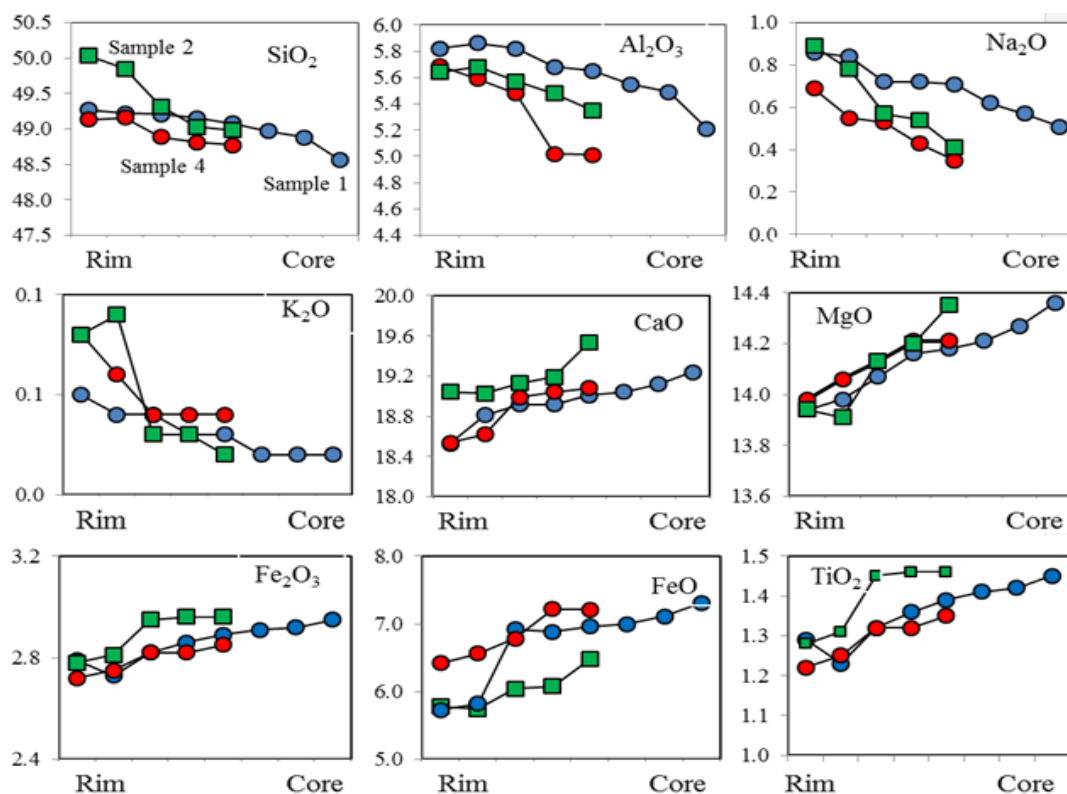 50.5
50.0
49.5
49.0
48.5
48.0
47.5
Sample 2
SiO₂
Sample 4
Sample 1
Rim
Core
6.0
5.8
5.6
5.4
5.2
5.0
4.8
4.6
4.4
Al₂O₃
Rim
Core
1.0
0.8
0.6
0.4
0.2
0.0
Na₂O
Rim
Core
0.1
0.1
0.0
K₂O
Rim
Core
20.0
19.6
19.2
18.8
18.4
18.0
CaO
Rim
Core
14.4
14.2
14.0
13.8
13.6
MgO
Rim
Core
3.2
2.8
2.4
Fe₂O₃
Rim
Core
8.0
7.0
6.0
5.0
FeO
Rim
Core
1.5
1.4
1.3
1.2
1.1
1.0
TiO₂
Rim
Core